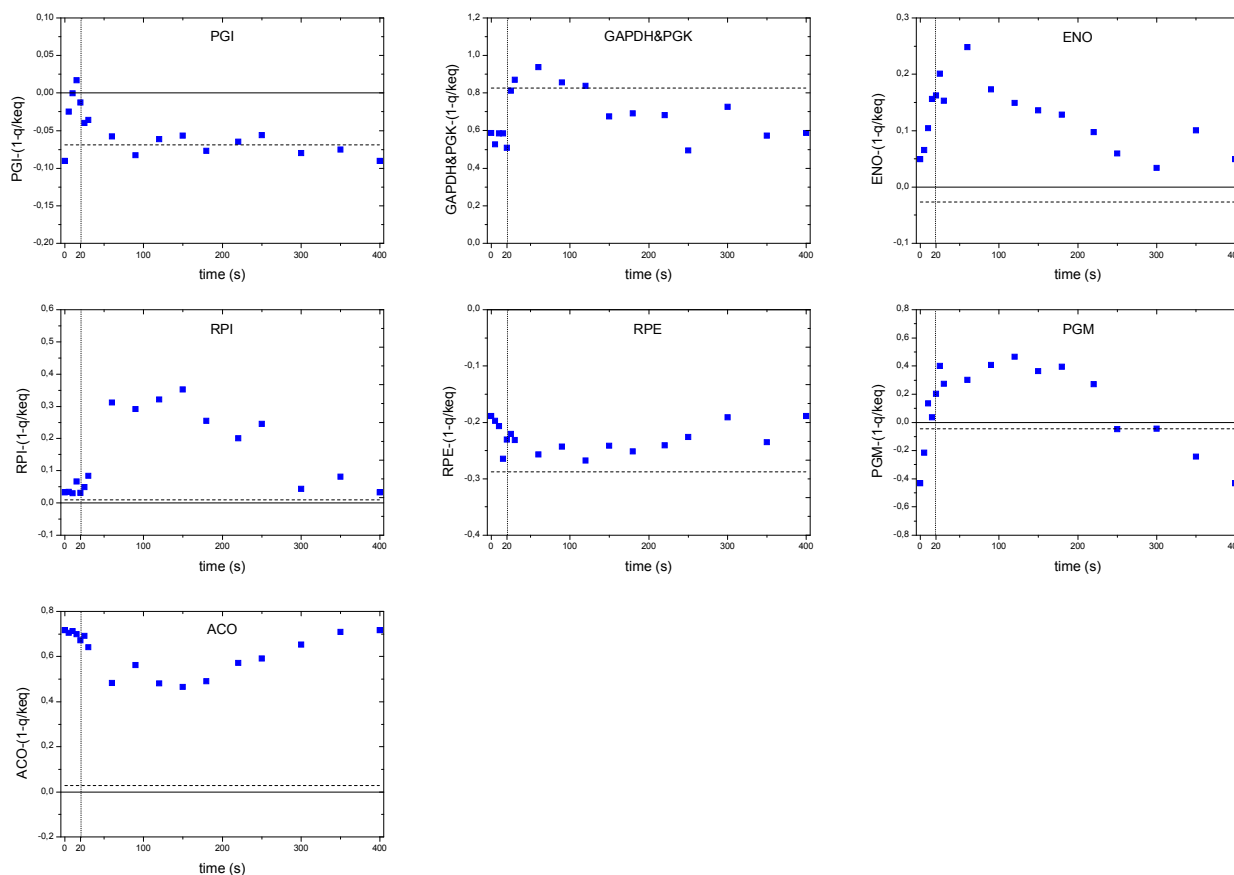 PGI
PGI-(1-q/keq)
0,10
0,05
0,00
-0,05
-0,10
-0,15
-0,20
0 20 100 200 300 400
time (s)
GAPDH&PGK
GAPDH&PGK-(1-q/keq)
1,2
1,0
0,8
0,6
0,4
0,2
0,0
0 20 100 200 300 400
time (s)
ENO
ENO-(1-q/keq)
0,3
0,2
0,1
0,0
-0,1
0 20 100 200 300 40
time (s)
RPI
RPI-(1-q/keq)
0,6
0,5
0,4
0,3
0,2
0,1
0,0
-0,1
0 20 100 200 300 400
time (s)
RPE
RPE-(1-q/keq)
0,0
-0,1
-0,2
-0,3
-0,4
0 20 100 200 300 400
time (s)
PGM
PGM-(1-q/keq)
0,8
0,6
0,4
0,2
0,0
-0,2
-0,4
-0,6
-0,8
0 20 100 200 300 40
time (s)
ACO
ACO-(1-q/keq)
0,8
0,6
0,4
0,2
0,0
-0,2
0 20 100 200 300 400
time (s)